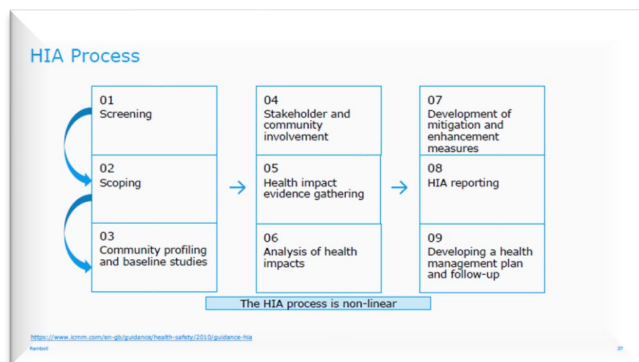 HIA Process
01
Screening
02
Scoping
03
Community profiling
and baseline studies
04
Stakeholder and
community
involvement
05
Health impact
evidence gathering
06
Analysis of health
impacts
07
Development of
mitigation and
enhancement
measures
08
HIA reporting
09
Developing a health
management plan
and follow-up
The HIA process is non-linear
https://www.icmm.com/en-gb/guidance/health-safety/2010/guidance-hia
Ramboll